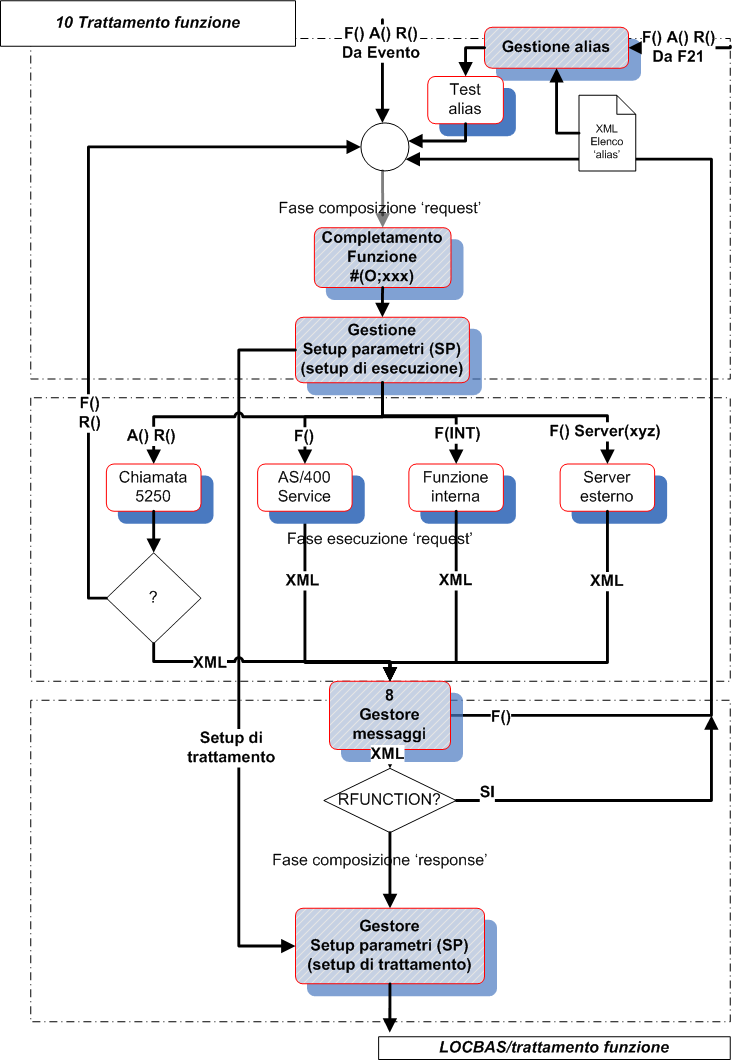 10 Trattamento funzione
F() A() R()
Da Evento
Gestione alias
F() A() R()
Da F21
Test
alias
XML
Elenco
‘alias’
Fase composizione ‘request’
Completamento
Funzione
#(O;xxx)
Gestione
Setup parametri (SP)
(setup di esecuzione)
F()
R()
A() R()
F()
F(INT)
F() Server(xyz)
Chiamata
5250
AS/400
Service
Funzione
interna
Server
esterno
Fase esecuzione ‘request’
XML
XML
XML
?
XML
8
Gestore
messaggi
F()
Setup di
trattamento
XML
RFUNCTION?
SI
Fase composizione ‘response’
Gestore
Setup parametri (SP)
(setup di trattamento)
LOCBAS/trattamento funzione